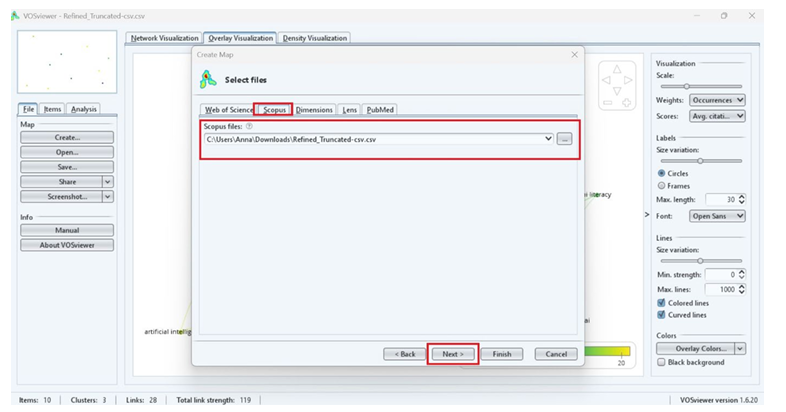 VOSviewer - Refined_Truncated-csv.csv
Network Visualization Overlay Visualization Density Visualization
Create Map
Select files
Web of Science Scopus Dimensions Lens PubMed
Scopus files:
C:\Users\Anna\Downloads\Refined_Truncated-csv.csv
...
< Back Next > Finish Cancel
File Items Analysis
Map
Create...
Open...
Save...
Share
Screenshot...
Info
Manual
About VOSviewer
literacy
artificial intellig
ai
20
Visualization
Scale:
Weights: Occurrences
Scores: Avg. citati...
Labels
Size variation:
Circles
Frames
Max. length: 30
Font: Open Sans
Lines
Size variation:
Min. strength: 0
Max. lines: 1000
Colored lines
Curved lines
Colors
Overlay Colors...
Black background
Items: 10 Clusters: 3 Links: 28 Total link strength: 119 VOSviewer version 1.6.20